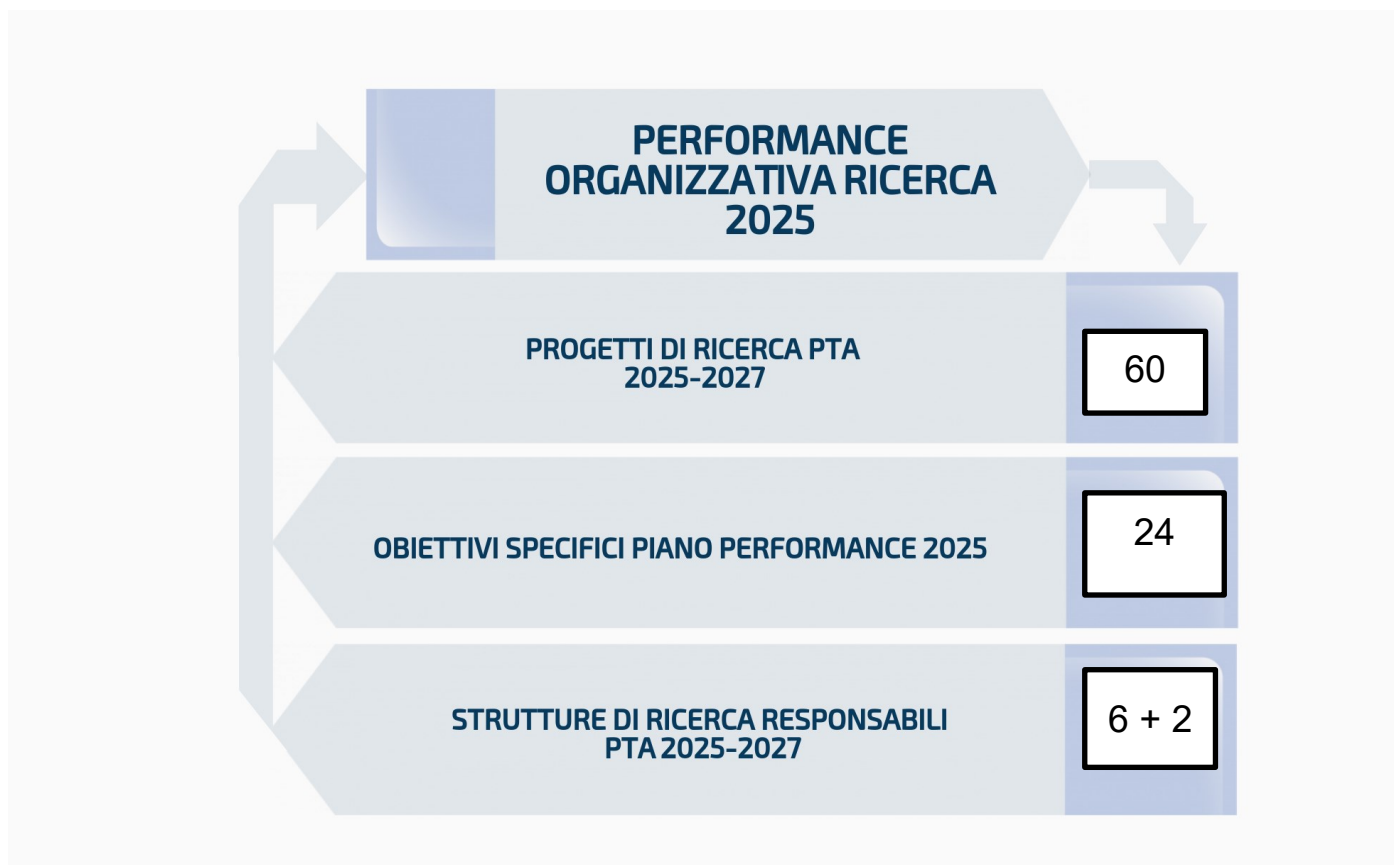 PERFORMANCE
ORGANIZZATIVA RICERCA
2025
PROGETTI DI RICERCA PTA
2025-2027
60
OBIETTIVI SPECIFICI PIANO PERFORMANCE 2025
24
STRUTTURE DI RICERCA RESPONSABILI
PTA 2025-2027
6 + 2